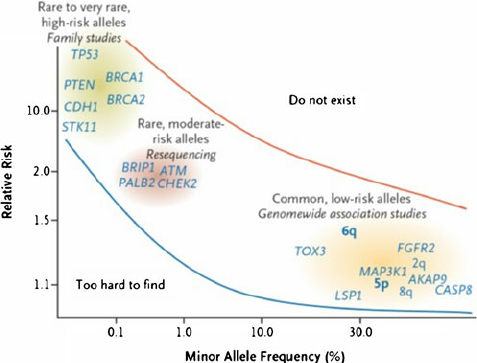 Rare to very rare,
high-risk alleles
Family studies
TP53
PTEN
BRCA1
CDH1
BRCA2
STK11
Do not exist
Rare, moderate-
risk alleles
Resequencing
BRIP1 ATM
PALB2 CHEK2
Common, low-risk alleles
Genomewide association studies
6q
TOX3
FGFR2
2q
MAP3K1
AKAP9
5p
8q
CASP8
LSP1
Too hard to find
Relative Risk
10.0
2.0
1.5
1.1
0.1
1.0
10.0
30.0
Minor Allele Frequency (%)